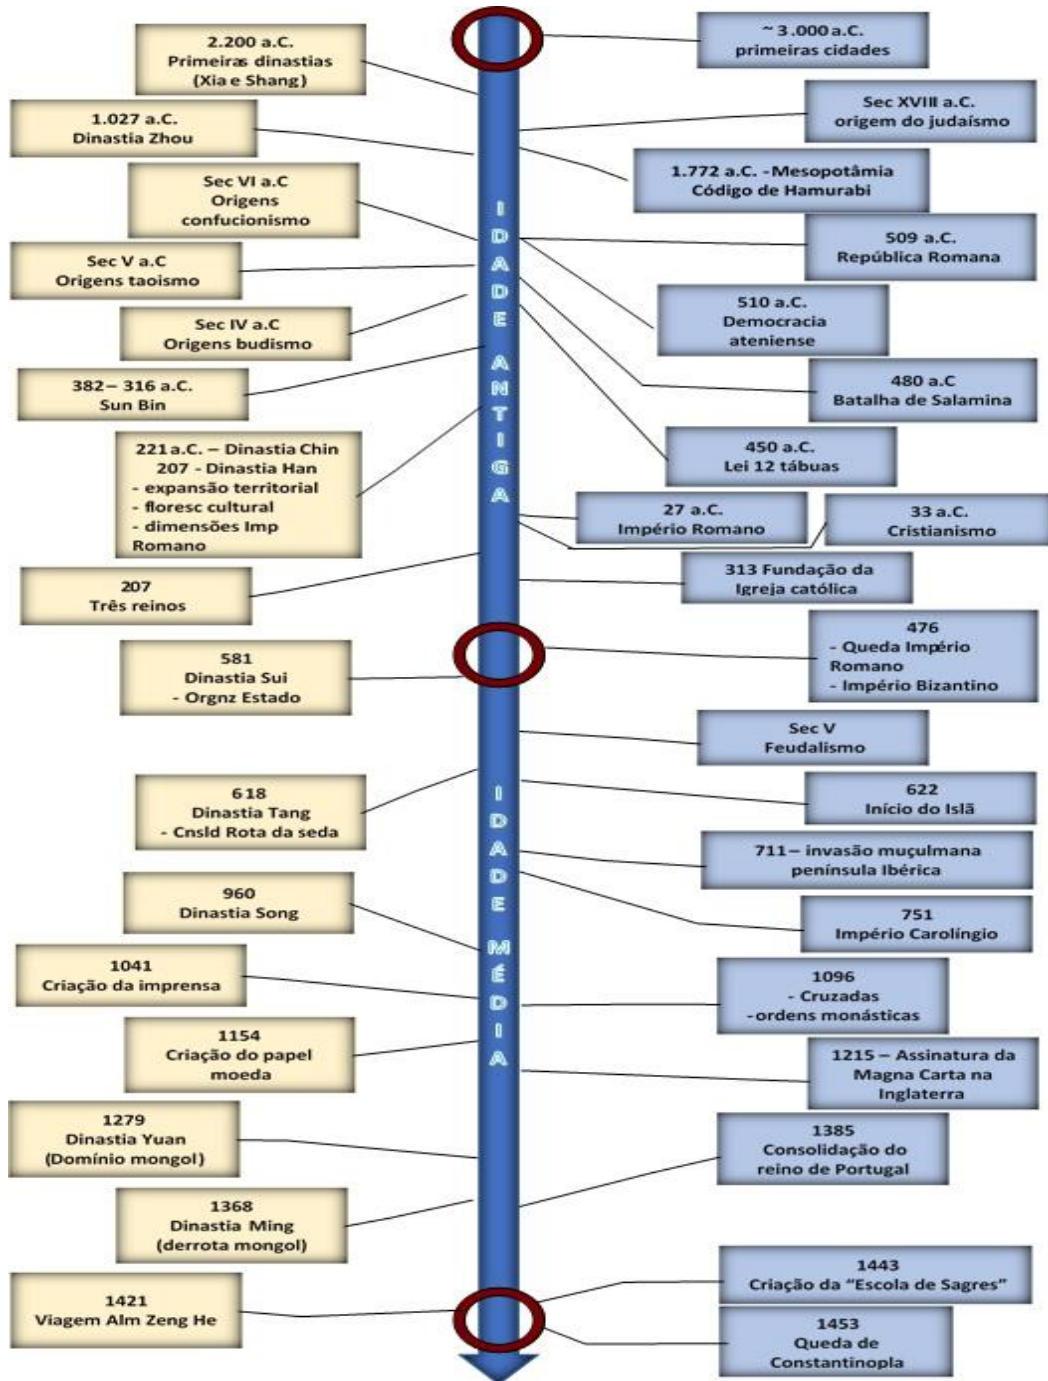 ~ 3.000 a.C.
primeiras cidades
2.200 a.C.
Primeiras dinastias
(Xia e Shang)
Sec XVIII a.C.
origem do judaísmo
1.027 a.C.
Dinastia Zhou
1.772 a.C. - Mesopotâmia
Código de Hamurabi
Sec VI a.C
Origens
confucionismo
509 a.C.
República Romana
Sec V a.C
Origens taoismo
510 a.C.
Democracia
ateniense
Sec IV a.C
Origens budismo
480 a.C
Batalha de Salamina
382 – 316 a.C.
Sun Bin
450 a.C.
Lei 12 tábuas
221 a.C. – Dinastia Chin
207 - Dinastia Han
- expansão territorial
- floresc cultural
- dimensões Imp
Romano
27 a.C.
Império Romano
33 a.C.
Cristianismo
IDADE ANTIGA
207
Três reinos
313 Fundação da
Igreja católica
476
- Queda Império
Romano
- Império Bizantino
581
Dinastia Sui
- Orgnz Estado
Sec V
Feudalismo
618
Dinastia Tang
- Cnsld Rota da seda
622
Início do Islã
711 – invasão muçulmana
península Ibérica
960
Dinastia Song
751
Império Carolíngio
IDADE MÉDIA
1041
Criação da imprensa
1096
- Cruzadas
- ordens monásticas
1154
Criação do papel
moeda
1215 – Assinatura da
Magna Carta na
Inglaterra
1279
Dinastia Yuan
(Domínio mongol)
1385
Consolidação do
reino de Portugal
1368
Dinastia Ming
(derrota mongol)
1443
Criação da “Escola de Sagres”
1421
Viagem Alm Zeng He
1453
Queda de
Constantinopla